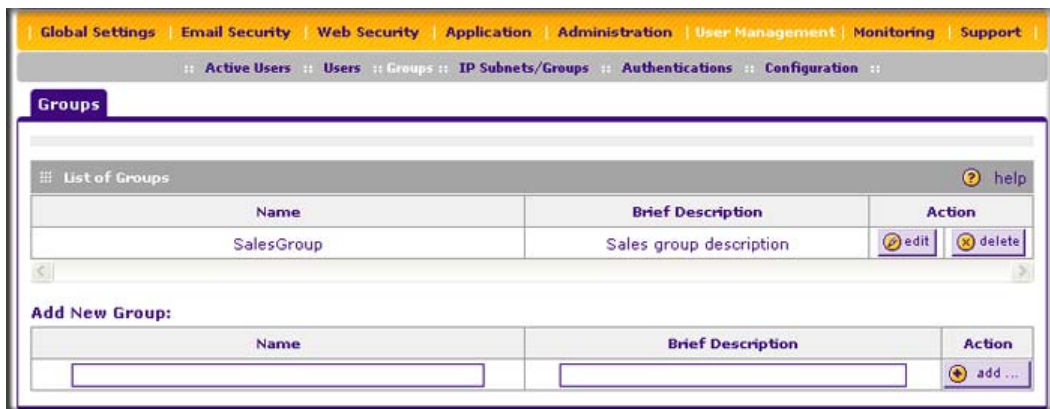 Global Settings | Email Security | Web Security | Application | Administration | User Management | Monitoring | Support
:: Active Users :: Users :: Groups :: IP Subnets/Groups :: Authentications :: Configuration ::
Groups
List of Groups ? help
Name Brief Description Action
SalesGroup Sales group description edit delete
Add New Group:
Name Brief Description Action
add ...